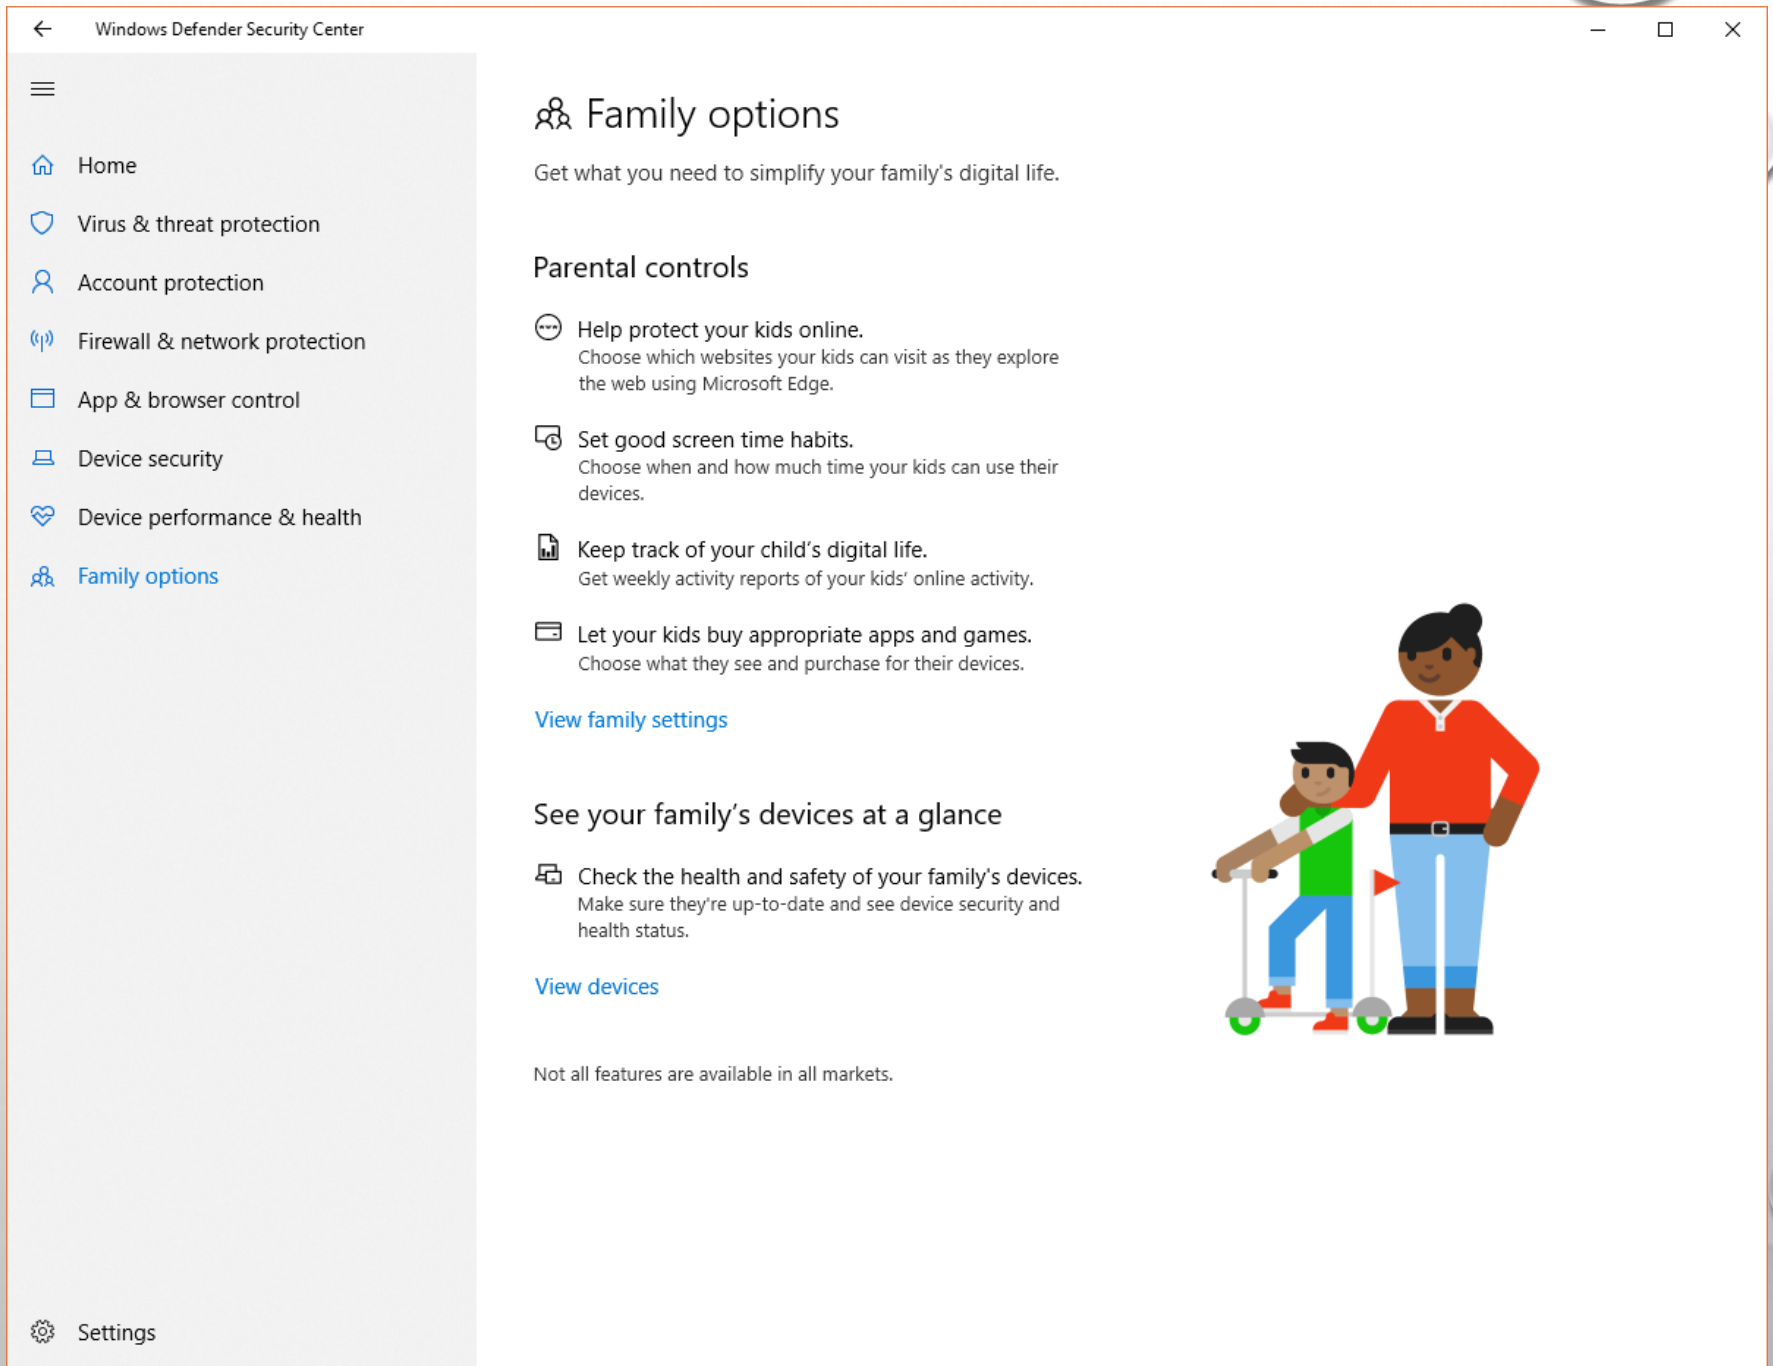 Windows Defender Security Center
Home
Virus & threat protection
Account protection
Firewall & network protection
App & browser control
Device security
Device performance & health
Family options
Settings
Family options
Get what you need to simplify your family's digital life.
Parental controls
Help protect your kids online.
Choose which websites your kids can visit as they explore
the web using Microsoft Edge.
Set good screen time habits.
Choose when and how much time your kids can use their
devices.
Keep track of your child’s digital life.
Get weekly activity reports of your kids’ online activity.
Let your kids buy appropriate apps and games.
Choose what they see and purchase for their devices.
View family settings
See your family’s devices at a glance
Check the health and safety of your family's devices.
Make sure they're up-to-date and see device security and
health status.
View devices
Not all features are available in all markets.